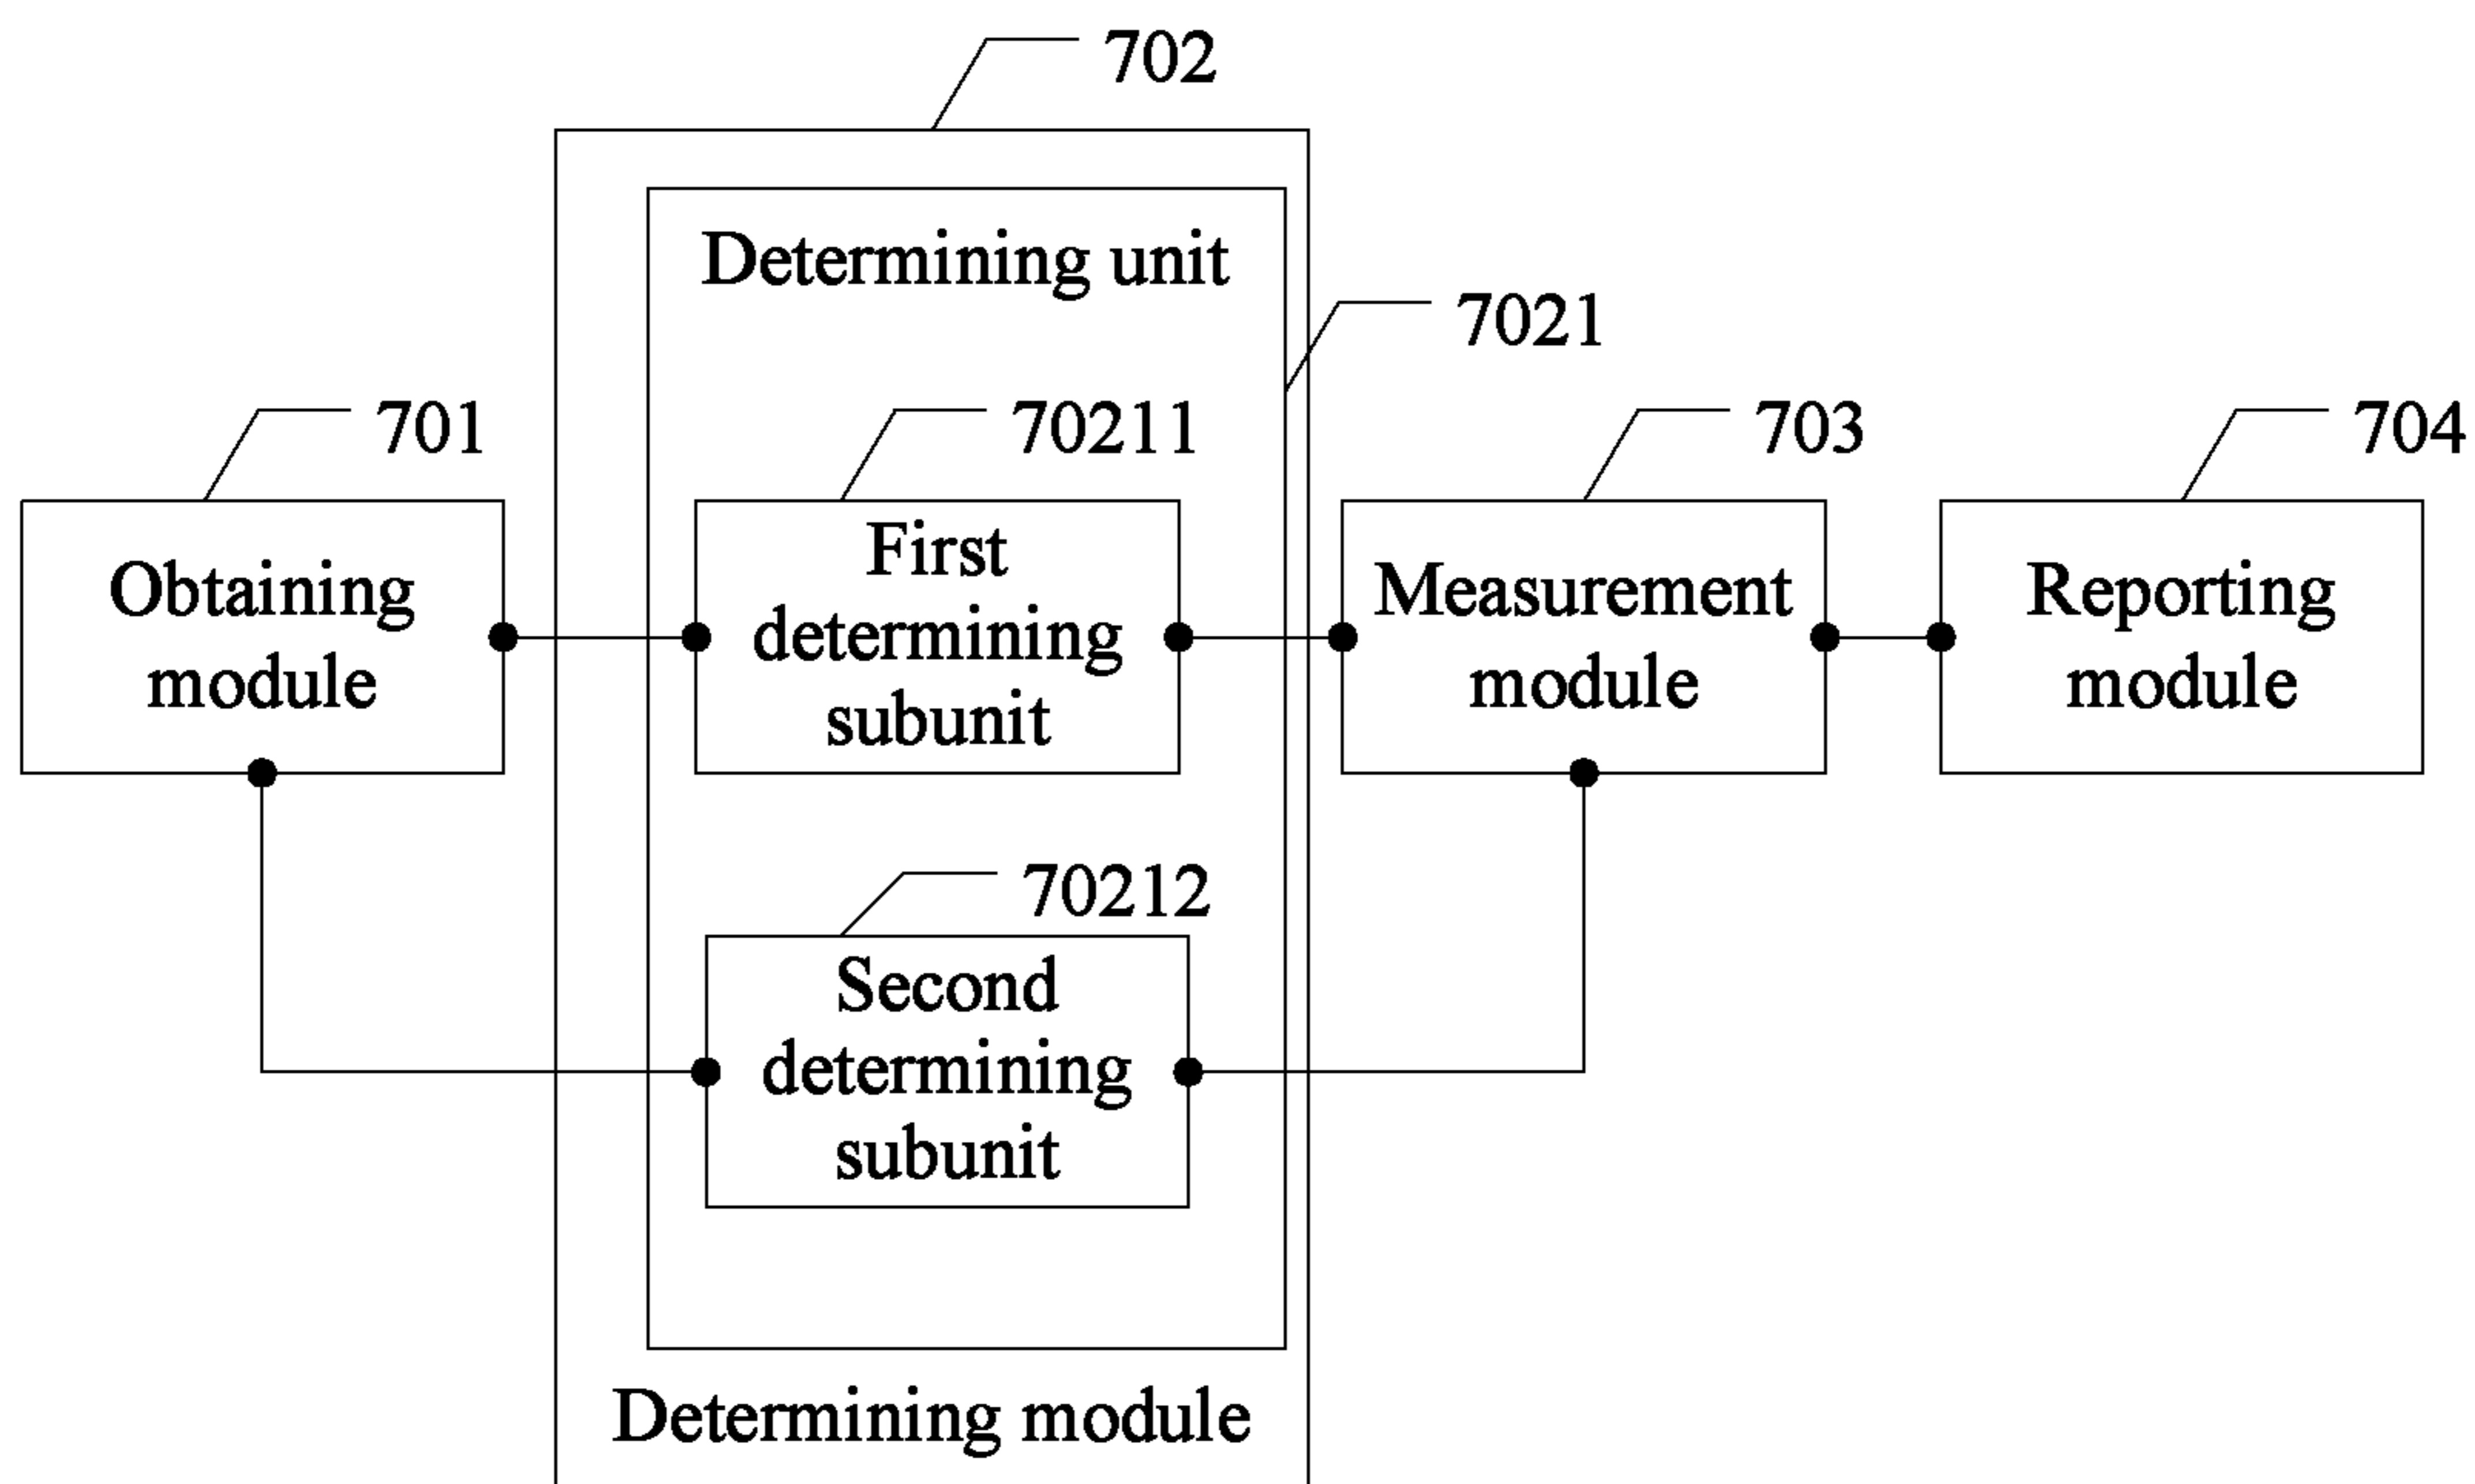 702
Determining unit
7021
701
70211
703
704
Obtaining
module
First
determining
subunit
Measurement
module
Reporting
module
70212
Second
determining
subunit
Determining module